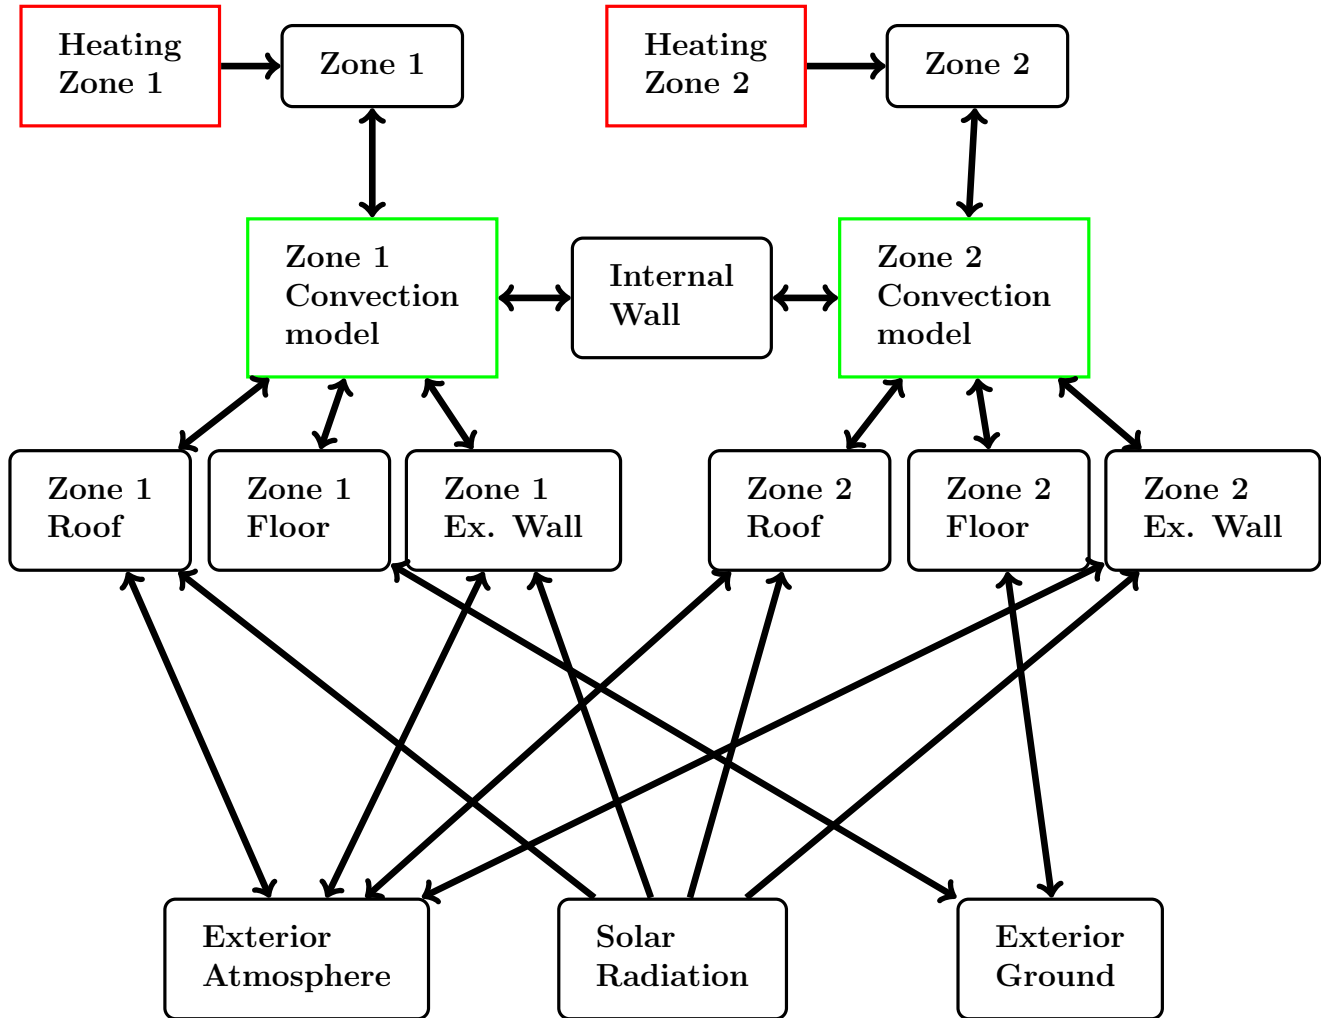 Heating
Zone 1
Zone 1
Heating
Zone 2
Zone 2
Zone 1
Convection
model
Internal
Wall
Zone 2
Convection
model
Zone 1
Roof
Zone 1
Floor
Zone 1
Ex. Wall
Zone 2
Roof
Zone 2
Floor
Zone 2
Ex. Wall
Exterior
Atmosphere
Solar
Radiation
Exterior
Ground